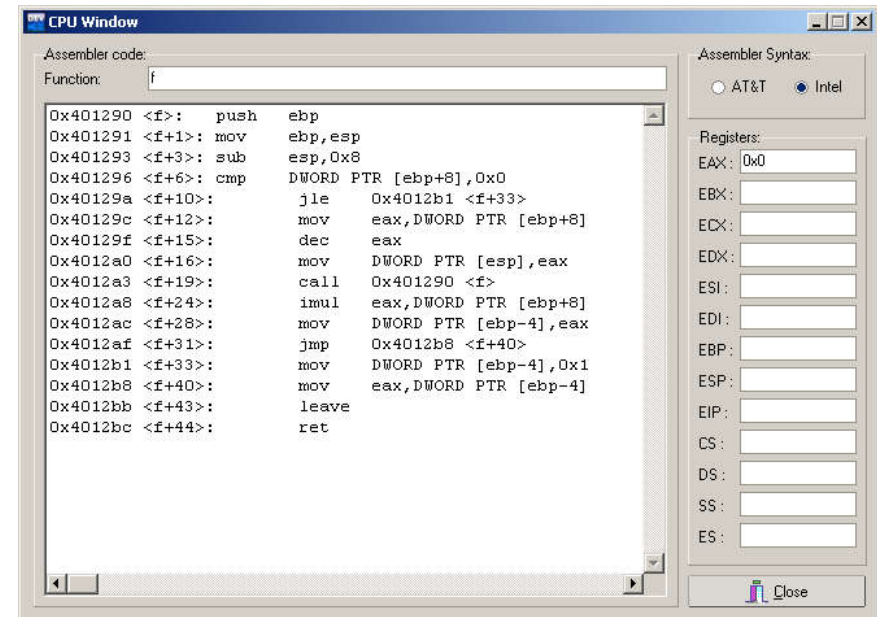 CPU Window
Assembler code:
Function: f
0x401290 <f>: push ebp
0x401291 <f+1>: mov ebp,esp
0x401293 <f+3>: sub esp,0x8
0x401296 <f+6>: cmp DWORD PTR [ebp+8],0x0
0x40129a <f+10>: jle 0x4012b1 <f+33>
0x40129c <f+12>: mov eax,DWORD PTR [ebp+8]
0x40129f <f+15>: dec eax
0x4012a0 <f+16>: mov DWORD PTR [esp],eax
0x4012a3 <f+19>: call 0x401290 <f>
0x4012a8 <f+24>: imul eax,DWORD PTR [ebp+8]
0x4012ac <f+28>: mov DWORD PTR [ebp-4],eax
0x4012af <f+31>: jmp 0x4012b8 <f+40>
0x4012b1 <f+33>: mov DWORD PTR [ebp-4],0x1
0x4012b8 <f+40>: mov eax,DWORD PTR [ebp-4]
0x4012bb <f+43>: leave
0x4012bc <f+44>: ret
Assembler Syntax:
AT&T Intel
Registers:
EAX: 0x0
EBX:
ECX:
EDX:
ESI:
EDI:
EBP:
ESP:
EIP:
CS:
DS:
SS:
ES:
Close